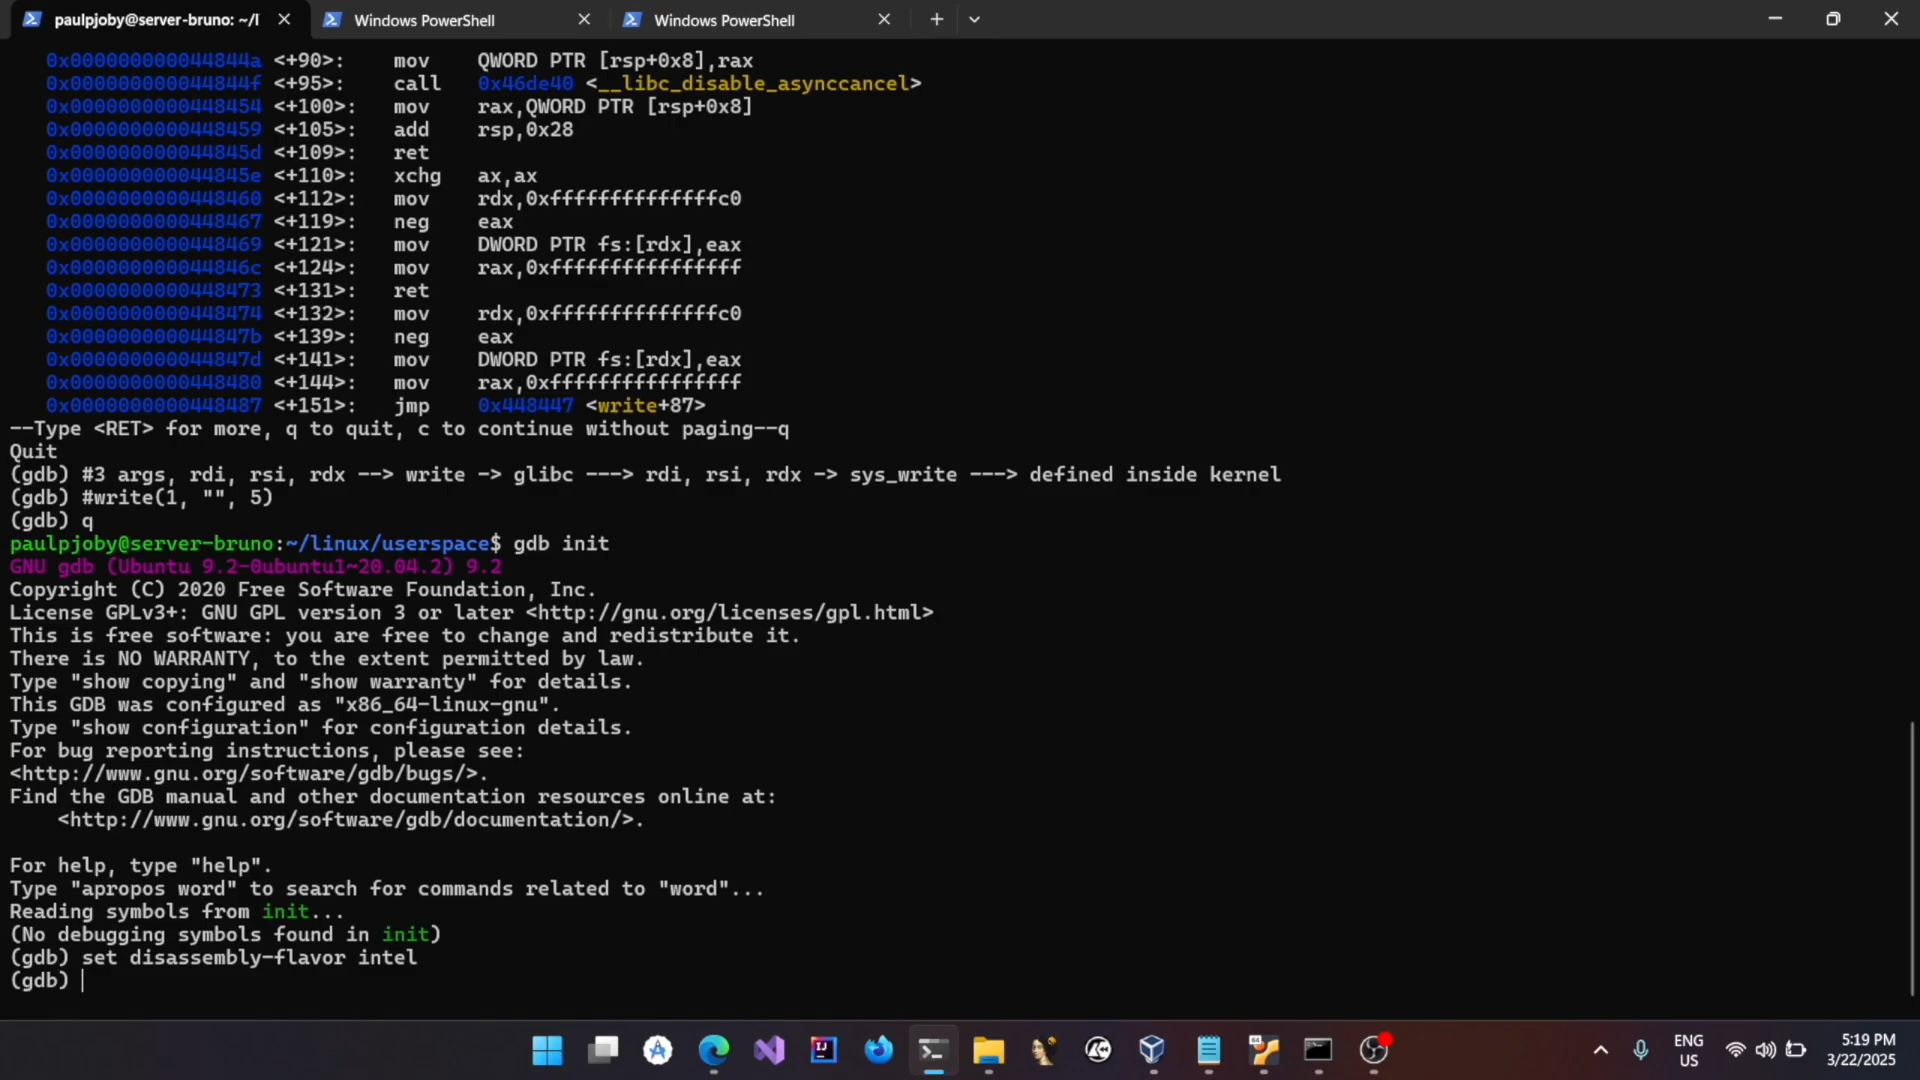 paulpjoby@server-bruno: ~/l
Windows PowerShell
Windows PowerShell
0x000000000044844a <+90>: mov QWORD PTR [rsp+0x8],rax
0x000000000044844f <+95>: call 0x46de40 <__libc_disable_asynccancel>
0x0000000000448454 <+100>: mov rax,QWORD PTR [rsp+0x8]
0x0000000000448459 <+105>: add rsp,0x28
0x000000000044845d <+109>: ret
0x000000000044845e <+110>: xchg ax,ax
0x0000000000448460 <+112>: mov rdx,0xffffffffffffffc0
0x0000000000448467 <+119>: neg eax
0x0000000000448469 <+121>: mov DWORD PTR fs:[rdx],eax
0x000000000044846c <+124>: mov rax,0xffffffffffffffff
0x0000000000448473 <+131>: ret
0x0000000000448474 <+132>: mov rdx,0xffffffffffffffc0
0x000000000044847b <+139>: neg eax
0x000000000044847d <+141>: mov DWORD PTR fs:[rdx],eax
0x0000000000448480 <+144>: mov rax,0xffffffffffffffff
0x0000000000448487 <+151>: jmp 0x448447 <write+87>
--Type <RET> for more, q to quit, c to continue without paging--q
Quit
(gdb) #3 args, rdi, rsi, rdx --> write -> glibc ---> rdi, rsi, rdx -> sys_write ---> defined inside kernel
(gdb) #write(1, "", 5)
(gdb) q
paulpjoby@server-bruno:~/linux/userspace$ gdb init
GNU gdb (Ubuntu 9.2-0ubuntu1~20.04.2) 9.2
Copyright (C) 2020 Free Software Foundation, Inc.
License GPLv3+: GNU GPL version 3 or later <http://gnu.org/licenses/gpl.html>
This is free software: you are free to change and redistribute it.
There is NO WARRANTY, to the extent permitted by law.
Type "show copying" and "show warranty" for details.
This GDB was configured as "x86_64-linux-gnu".
Type "show configuration" for configuration details.
For bug reporting instructions, please see:
<http://www.gnu.org/software/gdb/bugs/>.
Find the GDB manual and other documentation resources online at:
<http://www.gnu.org/software/gdb/documentation/>.
For help, type "help".
Type "apropos word" to search for commands related to "word"...
Reading symbols from init...
(No debugging symbols found in init)
(gdb) set disassembly-flavor intel
(gdb)
ENG
US
5:19 PM
3/22/2025